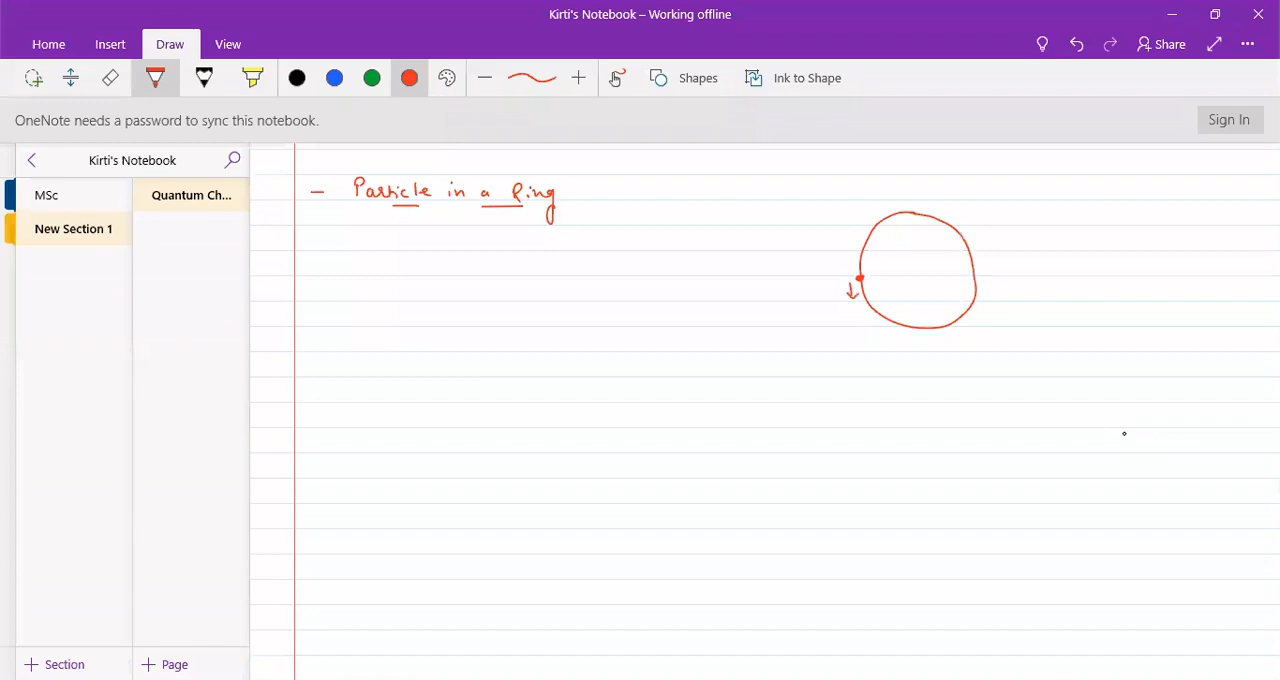 Kirti's Notebook – Working offline
Home Insert Draw View
Share
Shapes Ink to Shape
OneNote needs a password to sync this notebook.
Sign In
Kirti's Notebook
MSc
Quantum Ch...
New Section 1
– Particle in a Ring
+ Section
+ Page